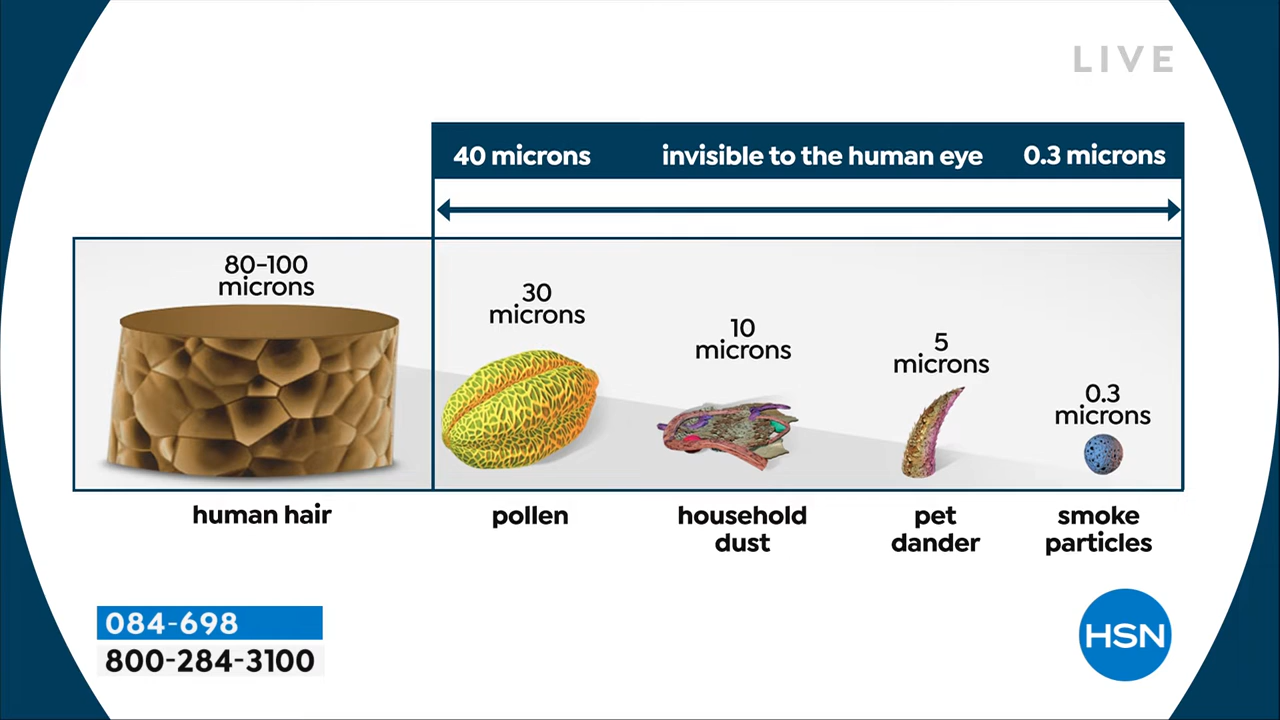 LIVE
40 microns invisible to the human eye 0.3 microns
80-100
microns
30
microns
10
microns
5
microns
0.3
microns
human hair
pollen
household
dust
pet
dander
smoke
particles
084-698
800-284-3100
HSN